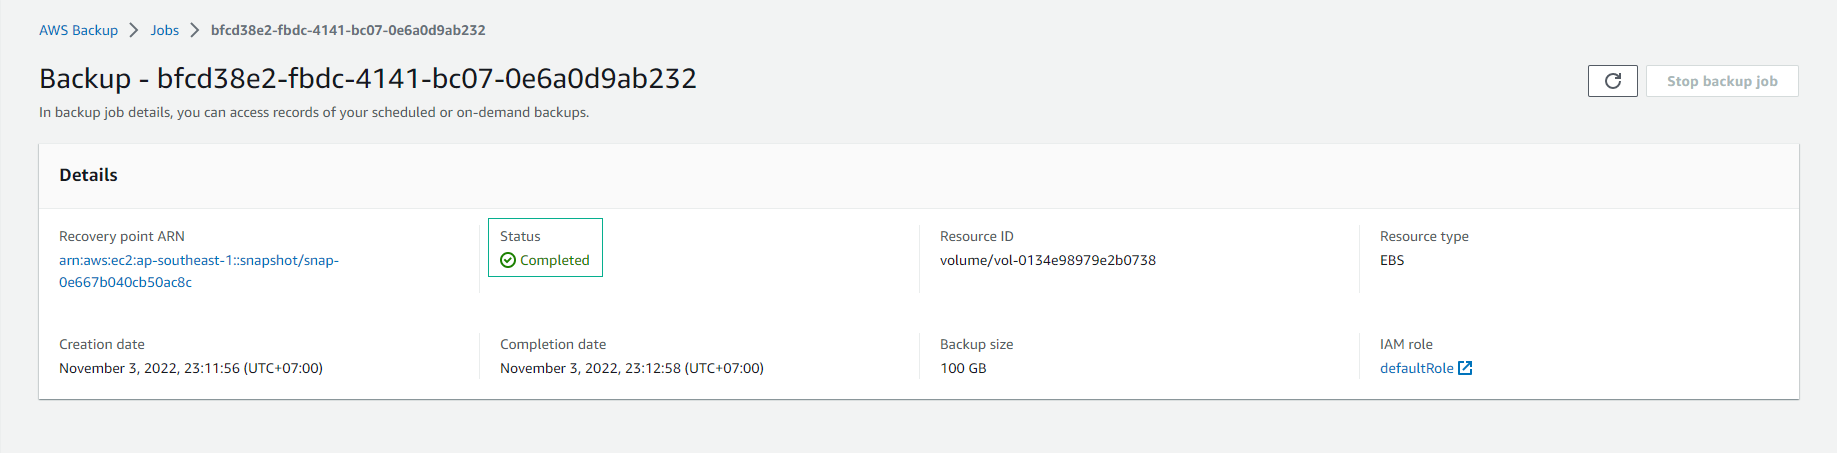 AWS Backup > Jobs > bfcd38e2-fbdc-4141-bc07-0e6a0d9ab232
Backup - bfcd38e2-fbdc-4141-bc07-0e6a0d9ab232
Stop backup job
In backup job details, you can access records of your scheduled or on-demand backups.
Details
Recovery point ARN
arn:aws:ec2:ap-southeast-1::snapshot/snap-
0e667b040cb50ac8c
Status
Completed
Resource ID
volume/vol-0134e98979e2b0738
Resource type
EBS
Creation date
November 3, 2022, 23:11:56 (UTC+07:00)
Completion date
November 3, 2022, 23:12:58 (UTC+07:00)
Backup size
100 GB
IAM role
defaultRole